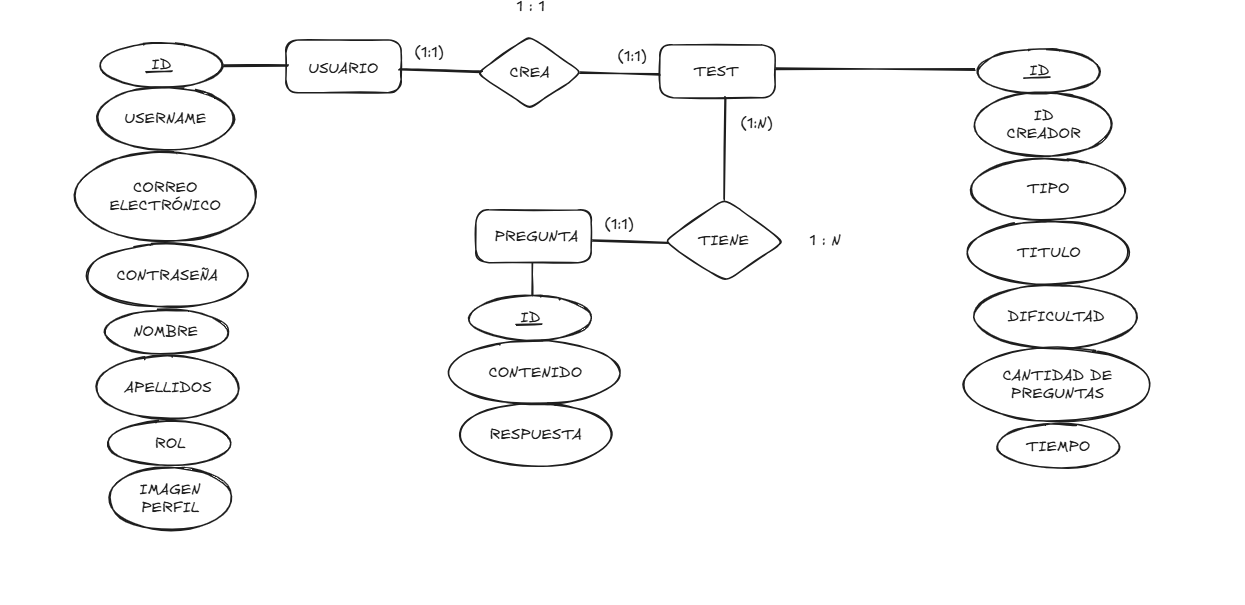 1 : 1
ID
USUARIO
(1:1)
CREA
(1:1)
TEST
ID
USERNAME
(1:N)
ID
CREADOR
CORREO
ELECTRÓNICO
TIPO
PREGUNTA
(1:1)
TIENE
1 : N
TITULO
CONTRASEÑA
ID
DIFICULTAD
NOMBRE
CONTENIDO
CANTIDAD DE
PREGUNTAS
APELLIDOS
RESPUESTA
ROL
TIEMPO
IMAGEN
PERFIL